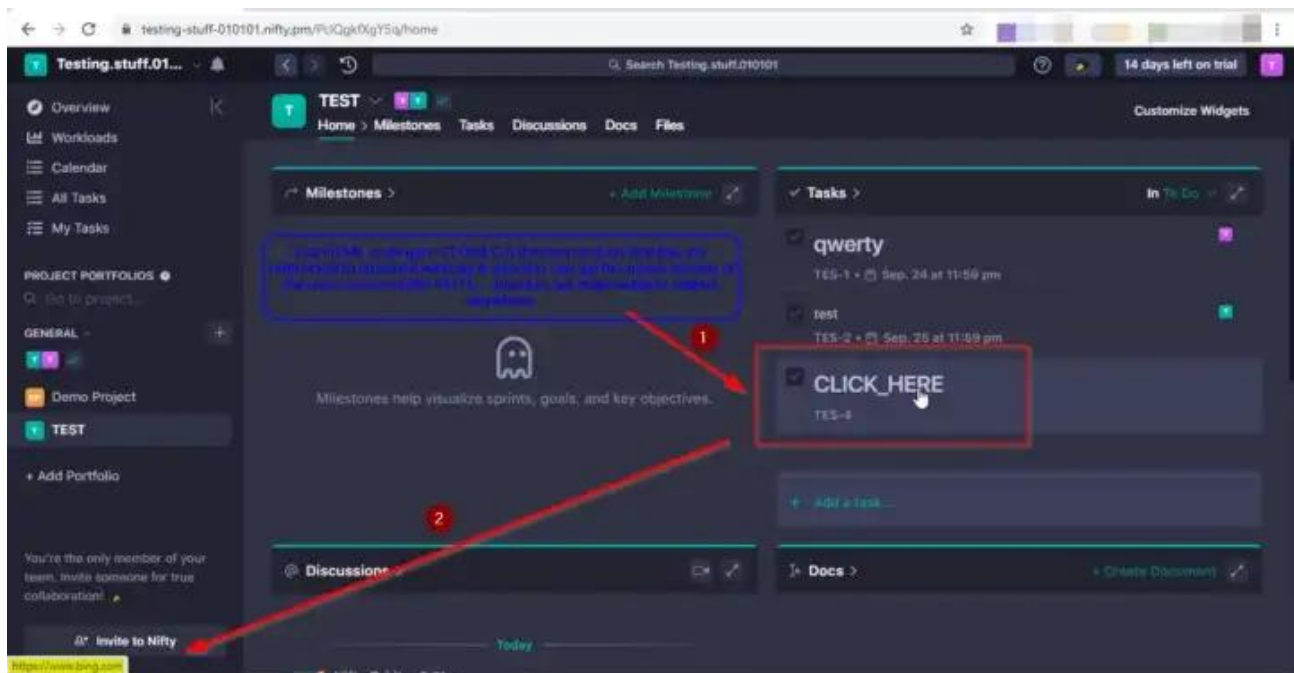 testing-stuff-010101.nifty.pm/PUQgkfXgY5q/home
Testing.stuff.01...
Search Testing.stuff.010101
14 days left on trial
Overview
TEST
Customize Widgets
Home > Milestones Tasks Discussions Docs Files
Workloads
Calendar
All Tasks
My Tasks
Milestones >
+ Add Milestone
Tasks >
In To Do
qwerty
TES-1 • Sep. 24 at 11:59 pm
PROJECT PORTFOLIOS
Go to project...
test
TES-2 • Sep. 25 at 11:59 pm
GENERAL
1
CLICK_HERE
TES-4
Demo Project
Milestones help visualize sprints, goals, and key objectives.
TEST
+ Add Portfolio
+ Add a task...
2
You're the only member of your
team. Invite someone for true
collaboration!
Discussions >
Docs >
+ Create Document
Invite to Nifty
Today
https://www.bing.com